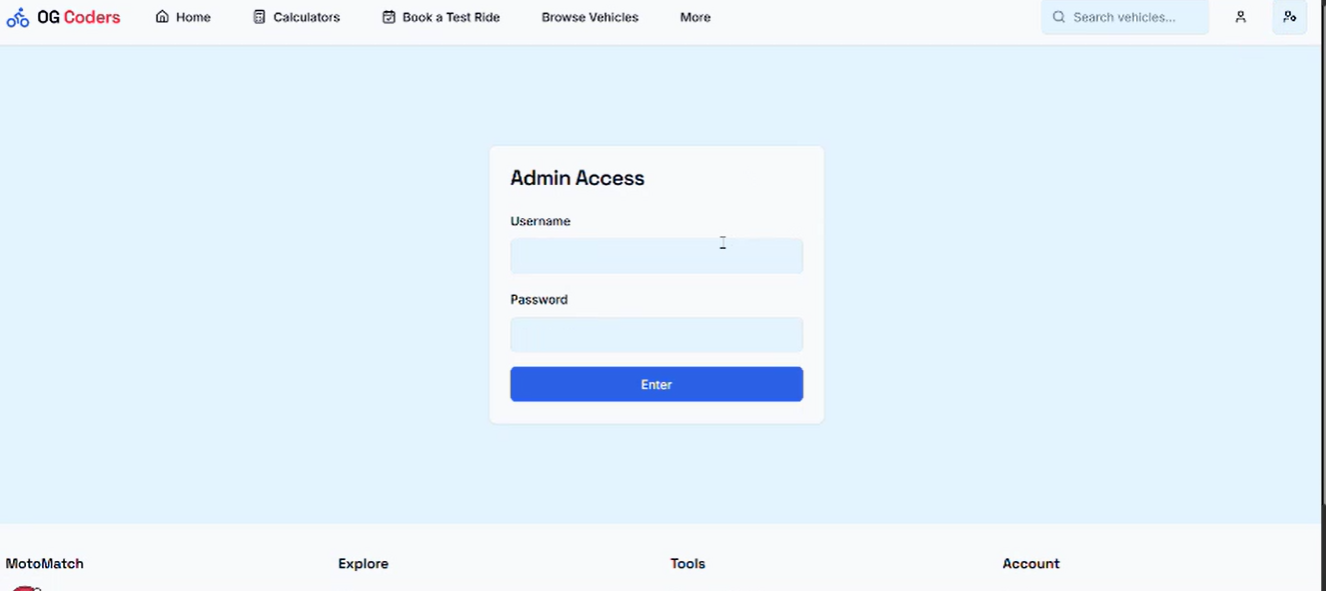 OG Coders Home Calculators Book a Test Ride Browse Vehicles More Search vehicles...
Admin Access
Username
Password
Enter
MotoMatch Explore Tools Account